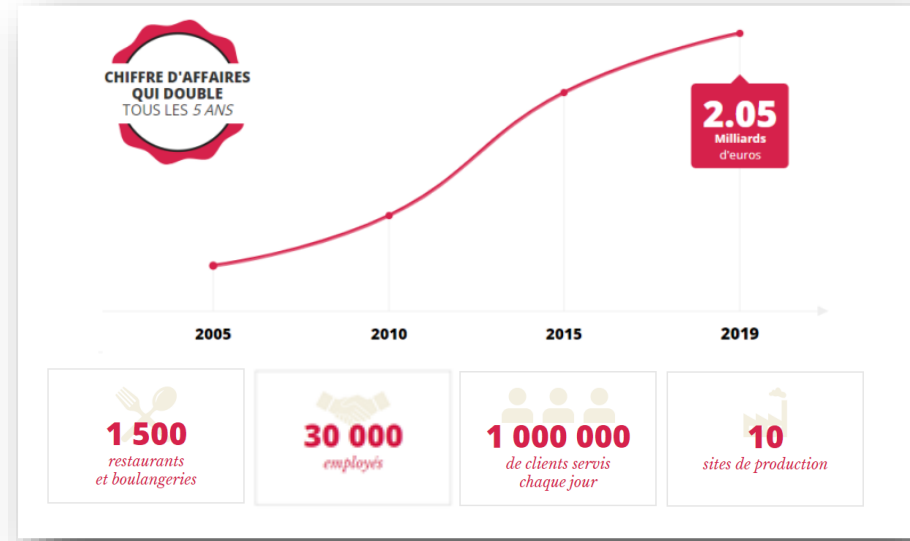 CHIFFRE D'AFFAIRES
QUI DOUBLE
TOUS LES 5 ANS
2.05
Milliards
d'euros
2005 2010 2015 2019
1 500
restaurants
et boulangeries
30 000
employés
1 000 000
de clients servis
chaque jour
10
sites de production